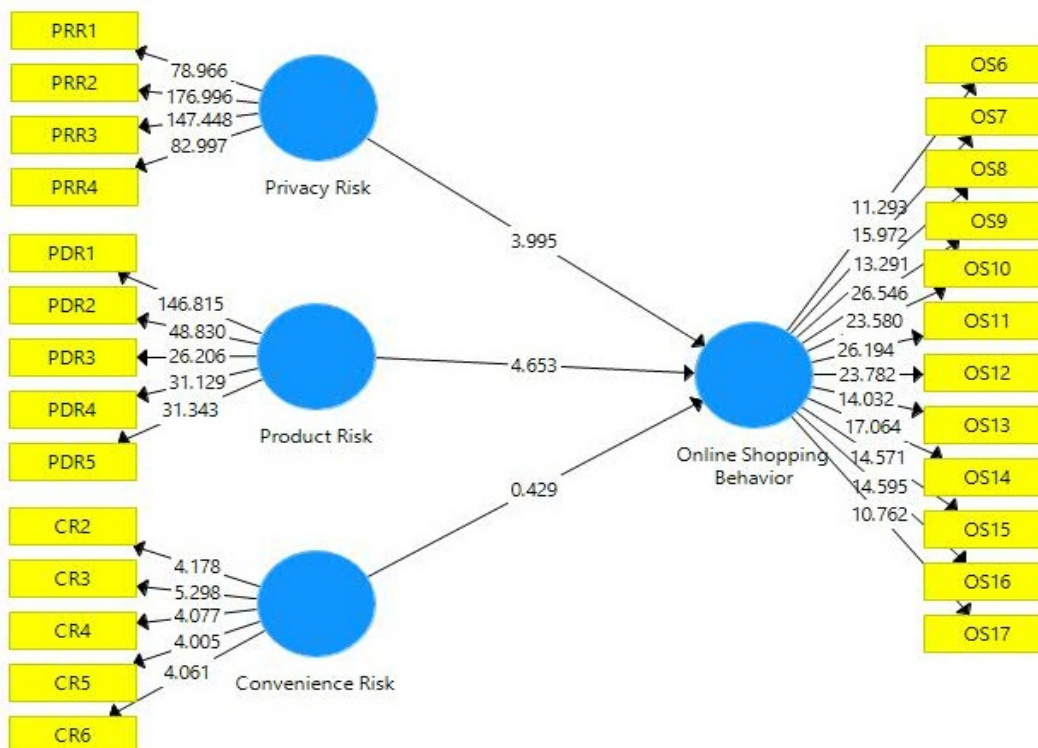 PRR1
PRR2
PRR3
PRR4
78.966
176.996
147.448
82.997
Privacy Risk
PDR1
PDR2
PDR3
PDR4
PDR5
146.815
48.830
26.206
31.129
31.343
Product Risk
CR2
CR3
CR4
CR5
CR6
4.178
5.298
4.077
4.005
4.061
Convenience Risk
3.995
4.653
0.429
Online Shopping
Behavior
11.293
15.972
13.291
26.546
23.580
26.194
23.782
14.032
17.064
14.571
14.595
10.762
OS6
OS7
OS8
OS9
OS10
OS11
OS12
OS13
OS14
OS15
OS16
OS17